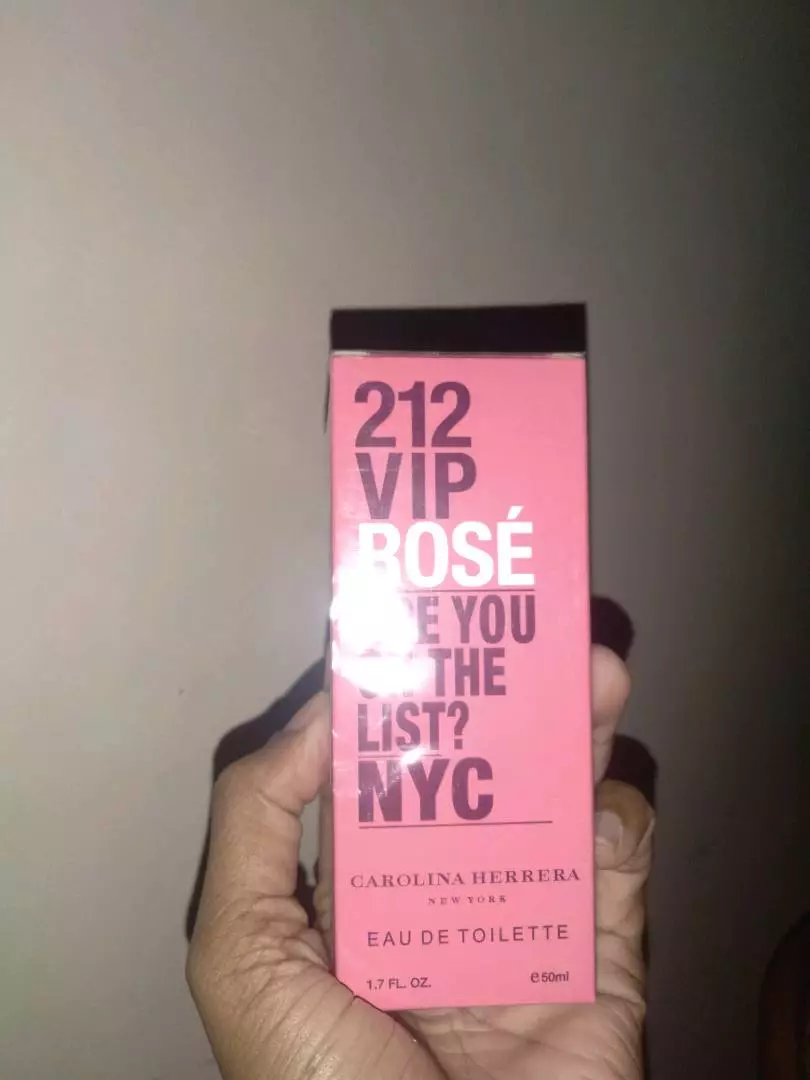 212
VIP
ROSÉ
YOU
THE
LIST?
NYC
CAROLINA HERRERA
NEW YORK
EAU DE TOILETTE
1.7 FL. OZ.
℮50ml